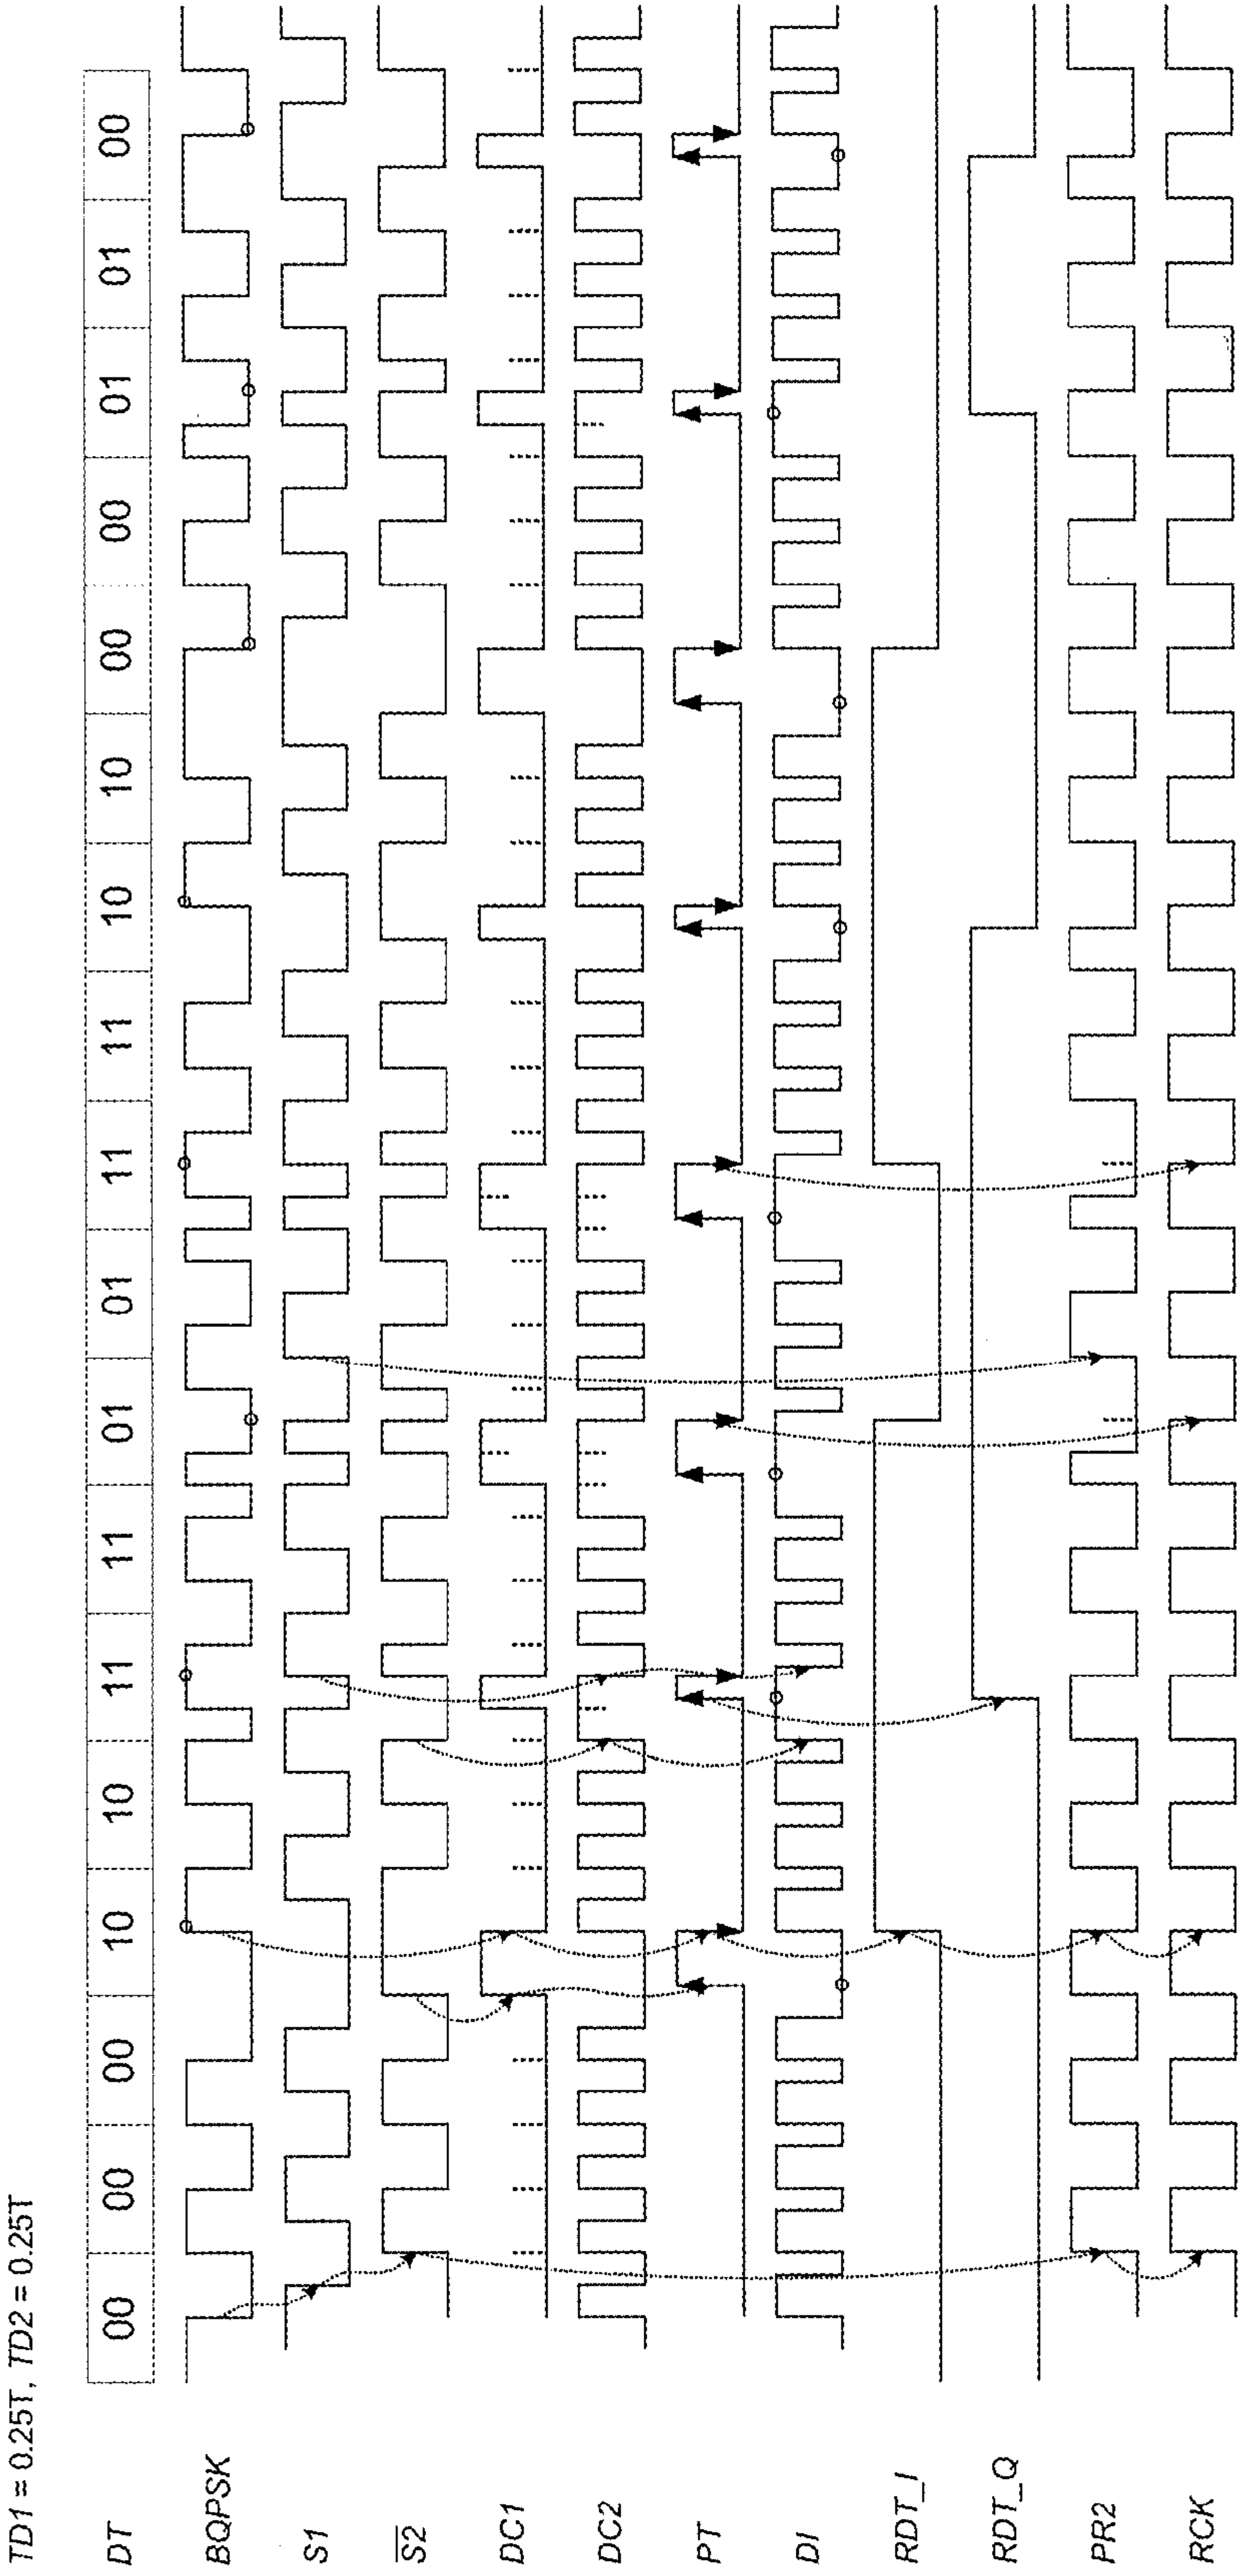 TD1 = 0.25T, TD2 = 0.25T
DT 00 00 00 10 10 11 11 01 01 11 11 10 10 00 00 01 01 00
BQPSK
S1
S̅2̅
DC1
DC2
PT
DI
RDT_I
RDT_Q
PR2
RCK